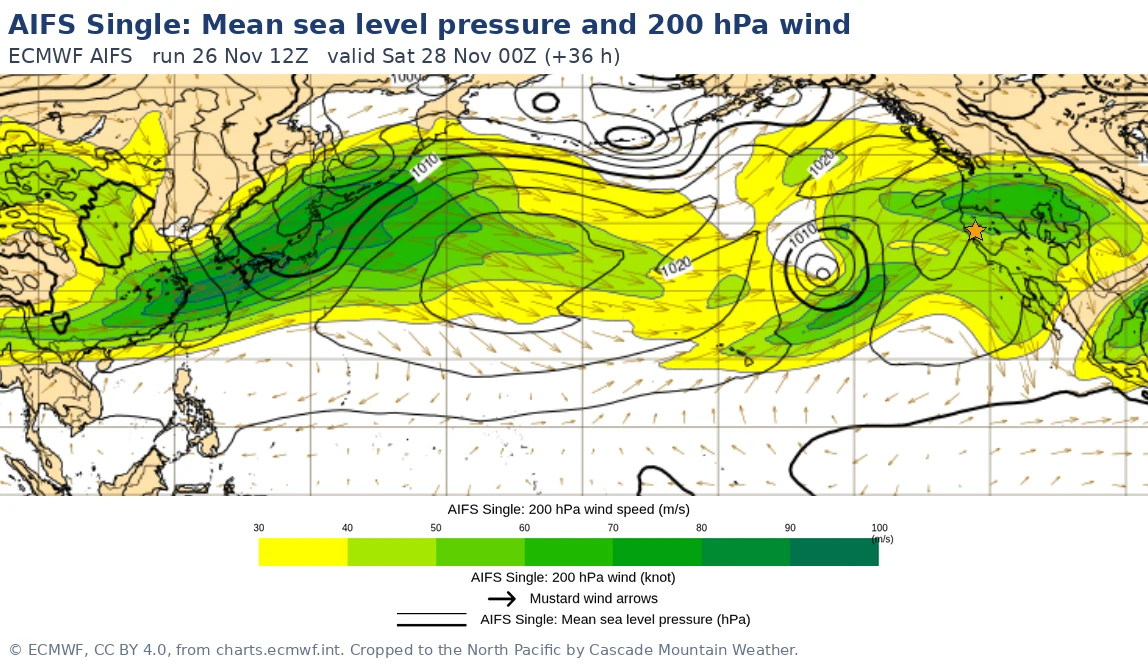 AIFS Single: Mean sea level pressure and 200 hPa wind
ECMWF AIFS run 26 Nov 12Z valid Sat 28 Nov 00Z (+36 h)
1000
1010
1020
1010
1020
AIFS Single: 200 hPa wind speed (m/s)
30 40 50 60 70 80 90 100
(m/s)
AIFS Single: 200 hPa wind (knot)
Mustard wind arrows
AIFS Single: Mean sea level pressure (hPa)
© ECMWF, CC BY 4.0, from charts.ecmwf.int. Cropped to the North Pacific by Cascade Mountain Weather.